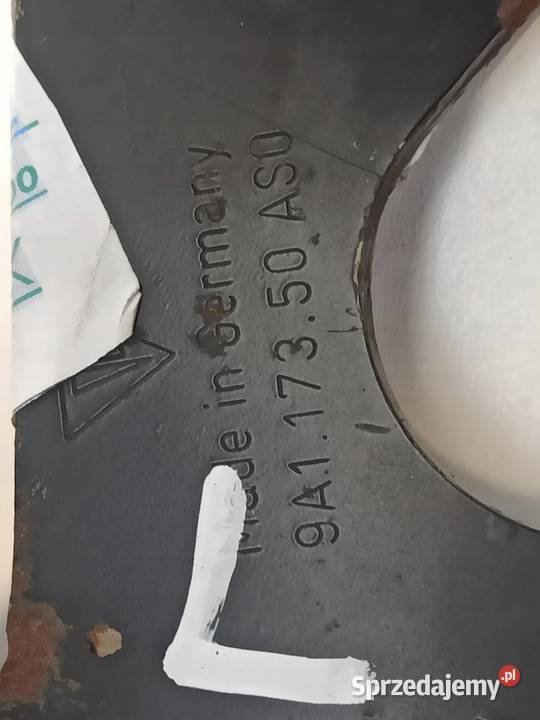 Made in Germany
9A1.173.50 AS0
L
Sprzedajemy.pl